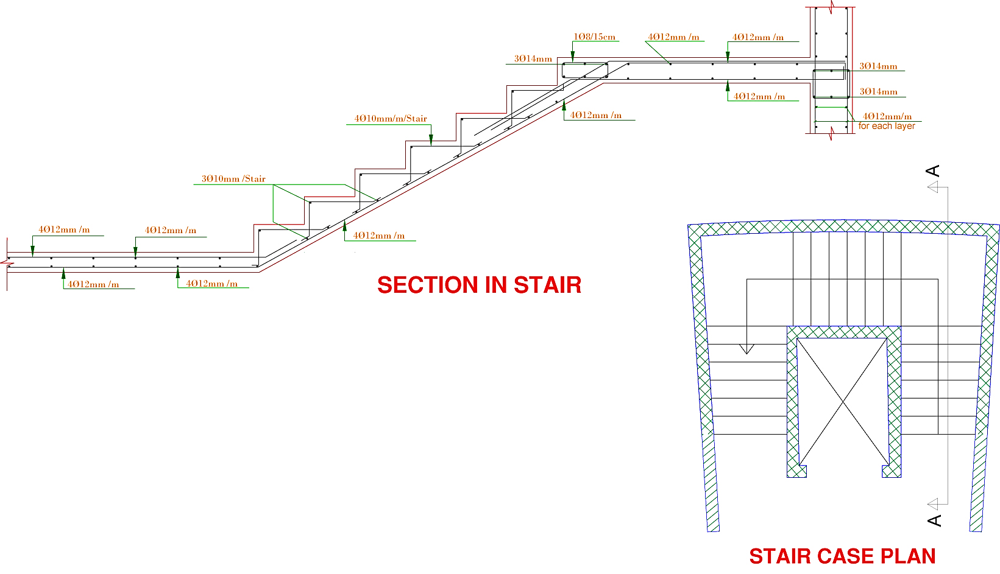 1Ø8/15cm
4Ø12mm /m
4Ø12mm /m
3Ø14mm
3Ø14mm
3Ø14mm
4Ø12mm /m
4Ø12mm /m
4Ø12mm/m
for each layer
4Ø10mm/m/Stair
3Ø10mm /Stair
4Ø12mm /m
4Ø12mm /m
4Ø12mm /m
4Ø12mm /m
4Ø12mm /m
SECTION IN STAIR
A
A
STAIR CASE PLAN